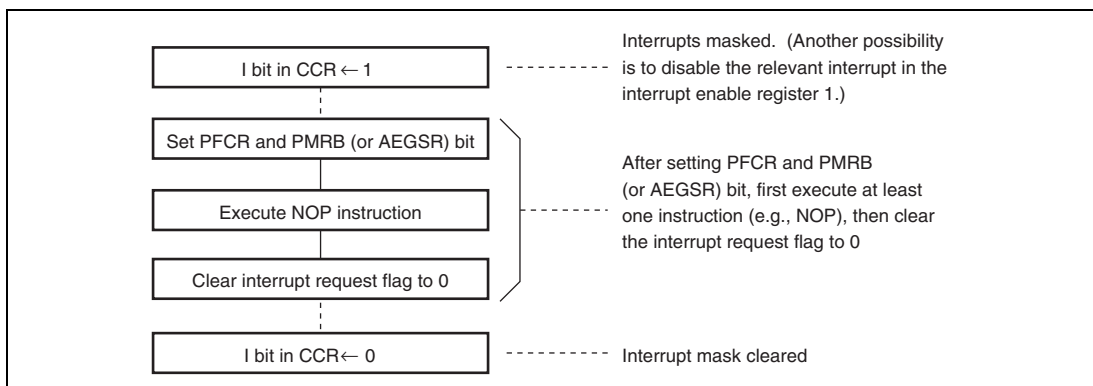 I bit in CCR ← 1
Interrupts masked. (Another possibility
is to disable the relevant interrupt in the
interrupt enable register 1.)
Set PFCR and PMRB (or AEGSR) bit
Execute NOP instruction
Clear interrupt request flag to 0
After setting PFCR and PMRB
(or AEGSR) bit, first execute at least
one instruction (e.g., NOP), then clear
the interrupt request flag to 0
I bit in CCR ← 0
Interrupt mask cleared